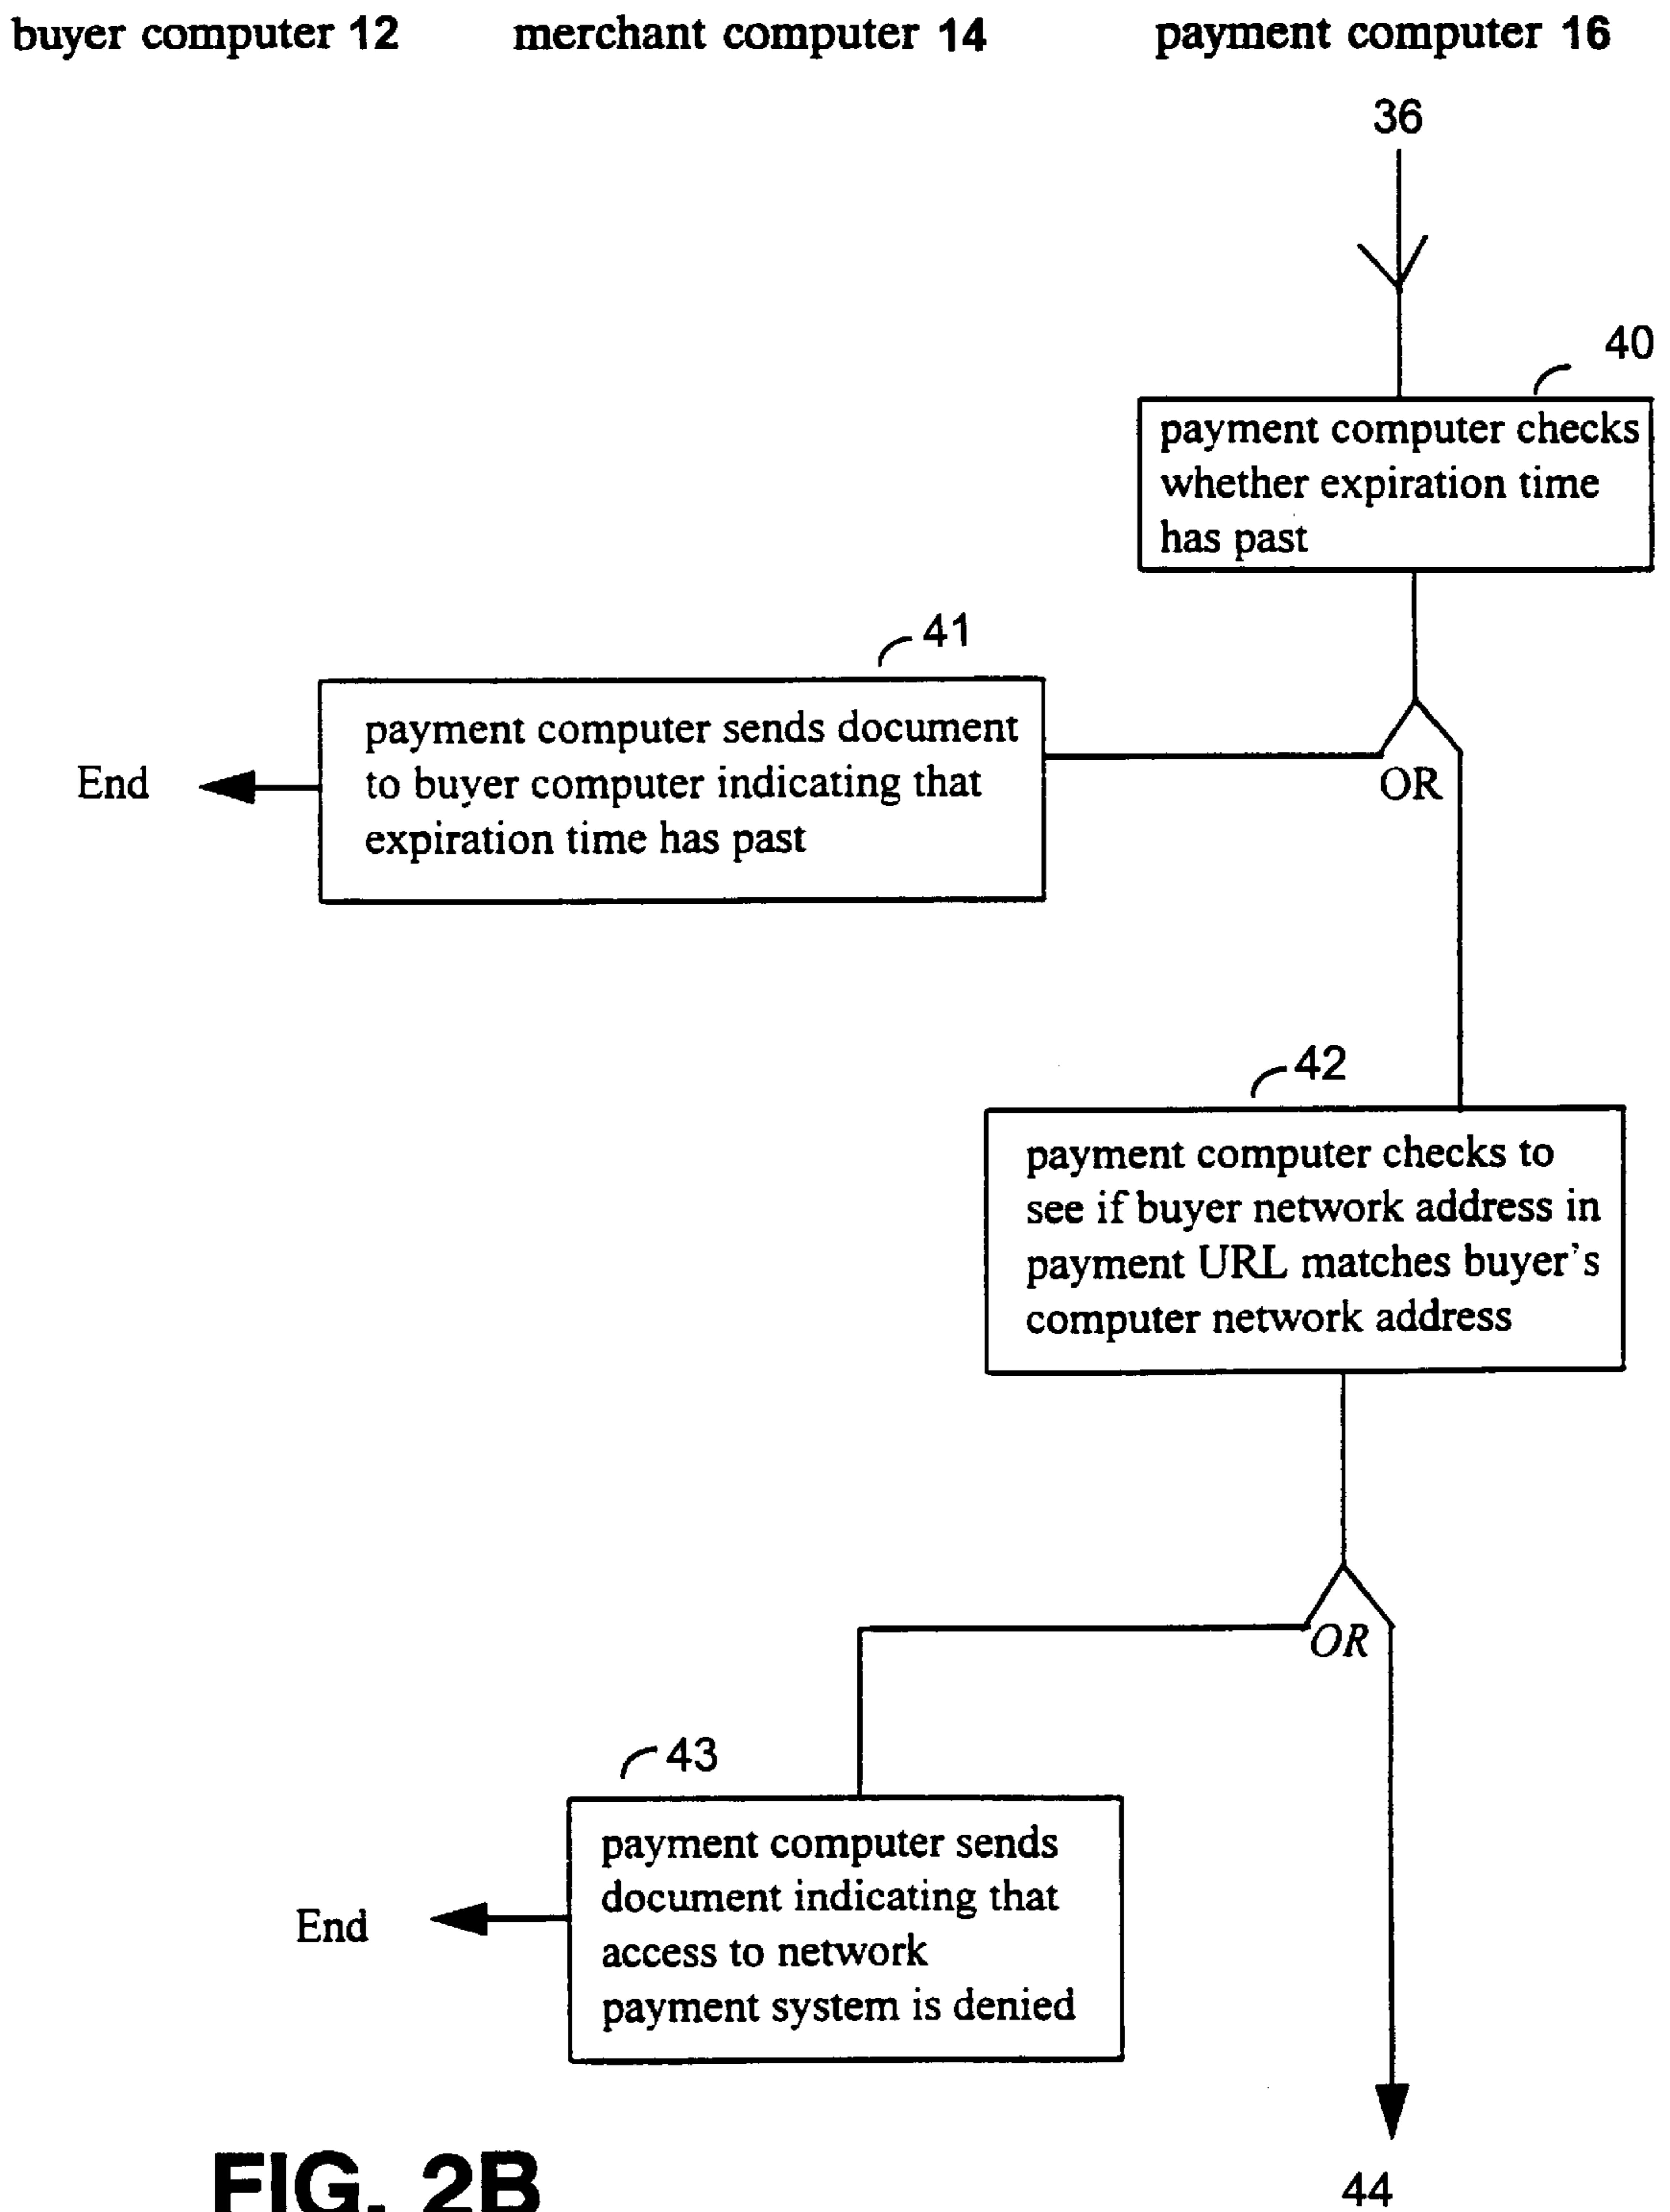 buyer computer 12 merchant computer 14 payment computer 16
36
40
payment computer checks
whether expiration time
has past
41
payment computer sends document
to buyer computer indicating that
expiration time has past
End
OR
42
payment computer checks to
see if buyer network address in
payment URL matches buyer's
computer network address
OR
43
payment computer sends
document indicating that
access to network
payment system is denied
End
44
FIG. 2B